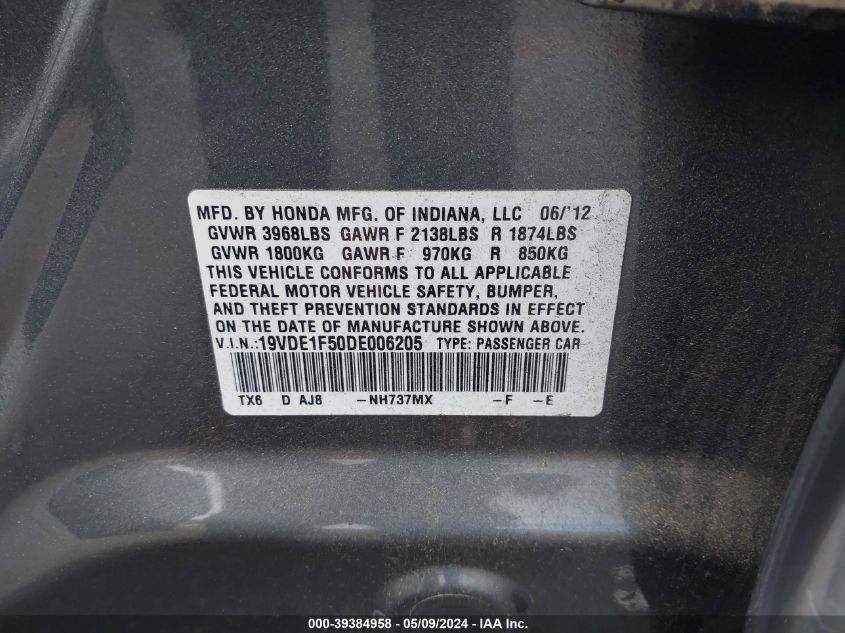 MFD. BY HONDA MFG. OF INDIANA, LLC 06/'12
GVWR 3968LBS GAWR F 2138LBS R 1874LBS
GVWR 1800KG GAWR F 970KG R 850KG
THIS VEHICLE CONFORMS TO ALL APPLICABLE
FEDERAL MOTOR VEHICLE SAFETY, BUMPER,
AND THEFT PREVENTION STANDARDS IN EFFECT
ON THE DATE OF MANUFACTURE SHOWN ABOVE.
V.I.N.:19VDE1F50DE006205 TYPE: PASSENGER CAR
TX6 D AJ8 -NH737MX -F -E
000-39384958 - 05/09/2024 - IAA Inc.